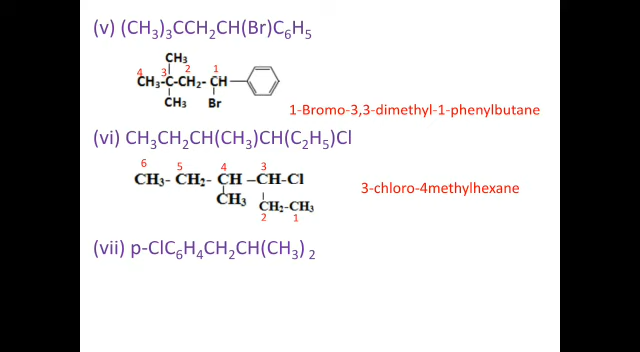 (v) (CH₃)₃CCH₂CH(Br)C₆H₅
CH₃
4 3 2 1
CH₃-C-CH₂- CH
CH₃ Br
1-Bromo-3,3-dimethyl-1-phenylbutane
(vi) CH₃CH₂CH(CH₃)CH(C₂H₅)Cl
6 5 4 3
CH₃- CH₂- CH –CH-Cl
3-chloro-4methylhexane
CH₃ CH₂-CH₃
2 1
(vii) p-ClC₆H₄CH₂CH(CH₃) ₂